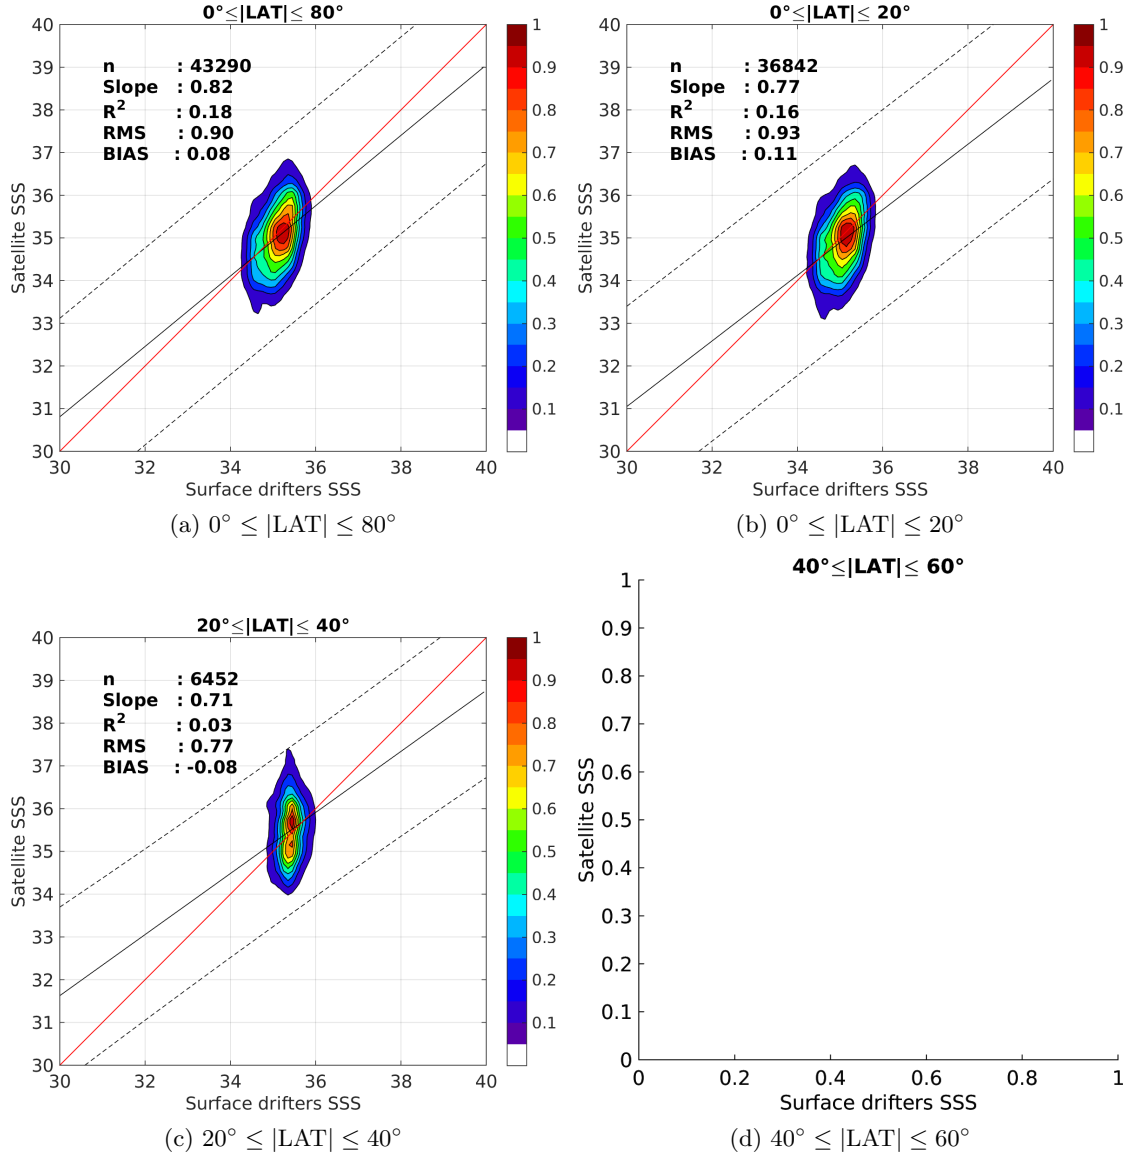 0°≤|LAT|≤ 80°
n : 43290
Slope : 0.82
R² : 0.18
RMS : 0.90
BIAS : 0.08
40
39
38
37
36
35
34
33
32
31
30
Satellite SSS
30 32 34 36 38 40
Surface drifters SSS
1
0.9
0.8
0.7
0.6
0.5
0.4
0.3
0.2
0.1
(a) 0° ≤ |LAT| ≤ 80°
0°≤|LAT|≤ 20°
n : 36842
Slope : 0.77
R² : 0.16
RMS : 0.93
BIAS : 0.11
40
39
38
37
36
35
34
33
32
31
30
Satellite SSS
30 32 34 36 38 40
Surface drifters SSS
1
0.9
0.8
0.7
0.6
0.5
0.4
0.3
0.2
0.1
(b) 0° ≤ |LAT| ≤ 20°
20°≤|LAT|≤ 40°
n : 6452
Slope : 0.71
R² : 0.03
RMS : 0.77
BIAS : -0.08
40
39
38
37
36
35
34
33
32
31
30
Satellite SSS
30 32 34 36 38 40
Surface drifters SSS
1
0.9
0.8
0.7
0.6
0.5
0.4
0.3
0.2
0.1
(c) 20° ≤ |LAT| ≤ 40°
40°≤|LAT|≤ 60°
1
0.9
0.8
0.7
0.6
0.5
0.4
0.3
0.2
0.1
0
Satellite SSS
0 0.2 0.4 0.6 0.8 1
Surface drifters SSS
(d) 40° ≤ |LAT| ≤ 60°